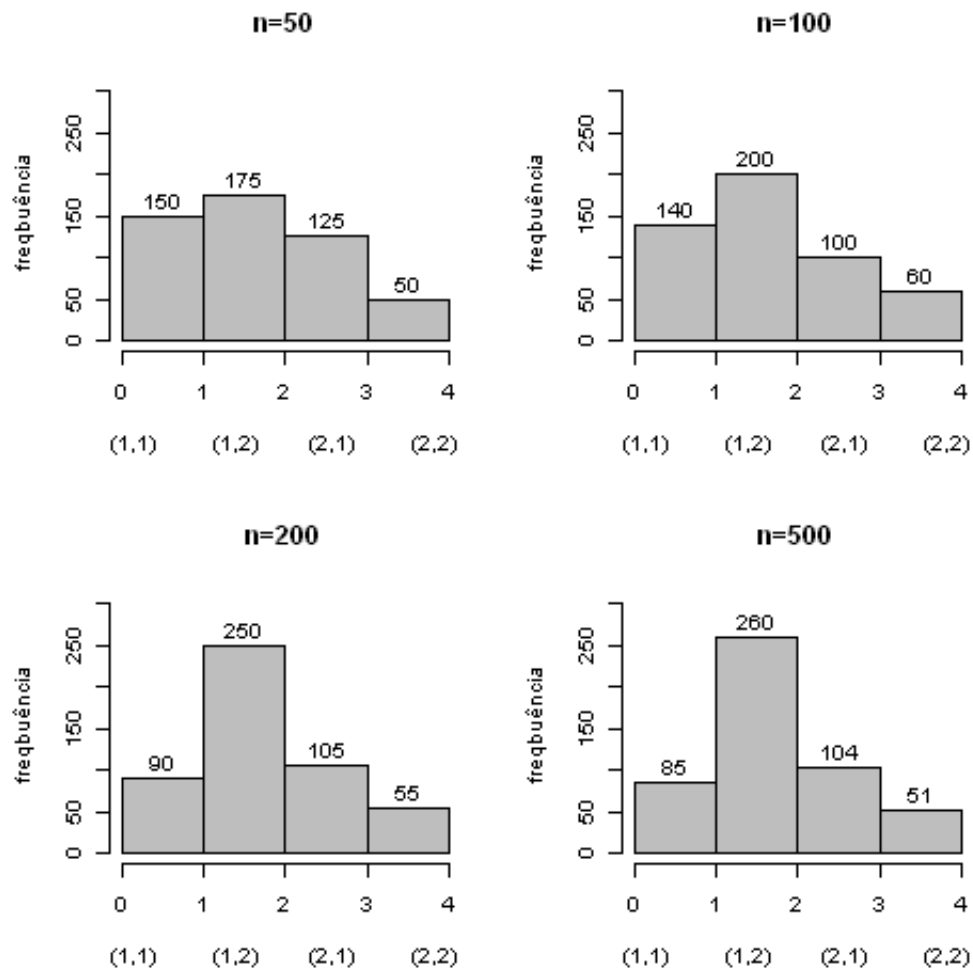 n=50
freqbuência
250
150
50
0
150
175
125
50
0 1 2 3 4
(1,1) (1,2) (2,1) (2,2)
n=100
freqbuência
250
150
50
0
140
200
100
60
0 1 2 3 4
(1,1) (1,2) (2,1) (2,2)
n=200
freqbuência
250
150
50
0
90
250
105
55
0 1 2 3 4
(1,1) (1,2) (2,1) (2,2)
n=500
freqbuência
250
150
50
0
85
260
104
51
0 1 2 3 4
(1,1) (1,2) (2,1) (2,2)